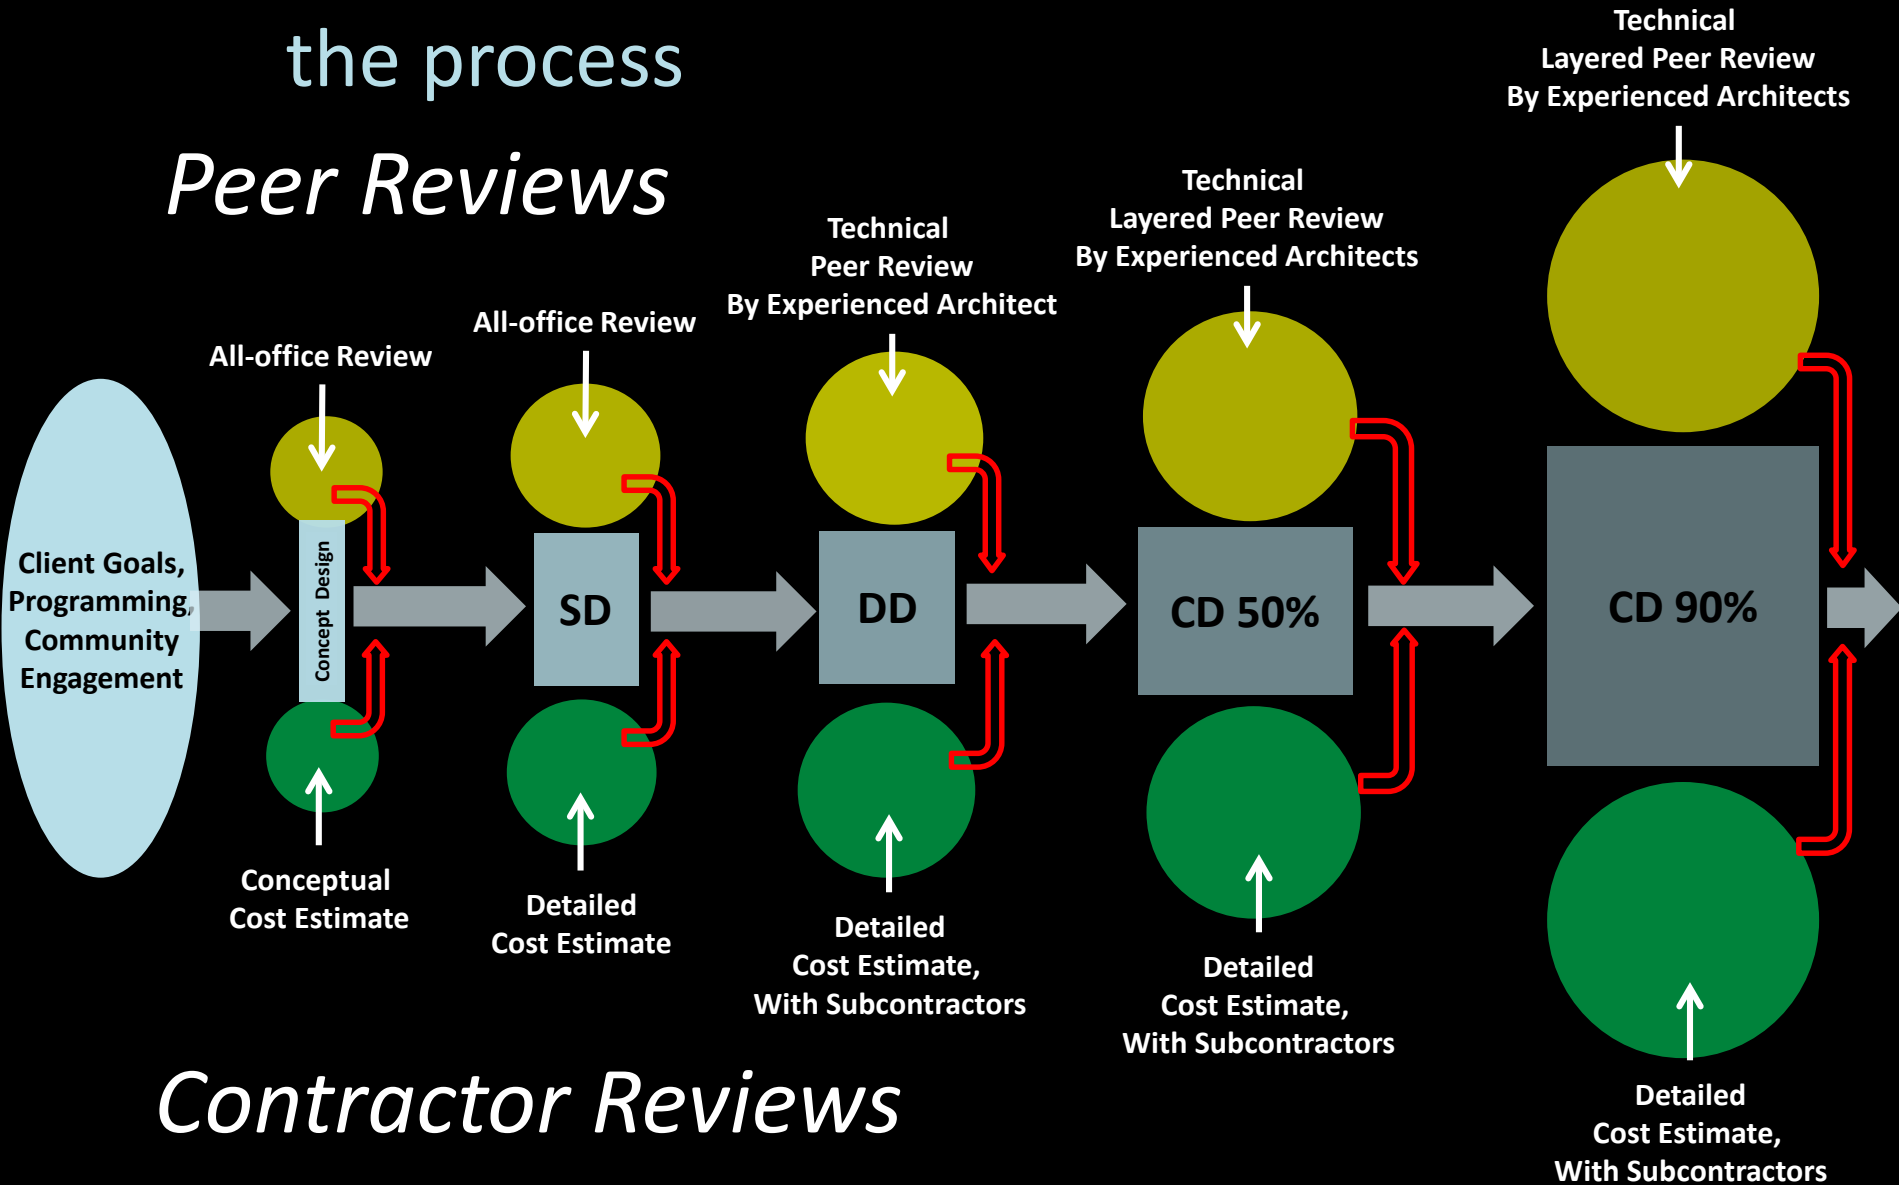 the process
Peer Reviews
Technical
Layered Peer Review
By Experienced Architects
Technical
Layered Peer Review
By Experienced Architects
Technical
Peer Review
By Experienced Architect
All-office Review
All-office Review
Client Goals,
Programming,
Community
Engagement
Concept Design
SD
DD
CD 50%
CD 90%
Conceptual
Cost Estimate
Detailed
Cost Estimate
Detailed
Cost Estimate,
With Subcontractors
Detailed
Cost Estimate,
With Subcontractors
Detailed
Cost Estimate,
With Subcontractors
Contractor Reviews